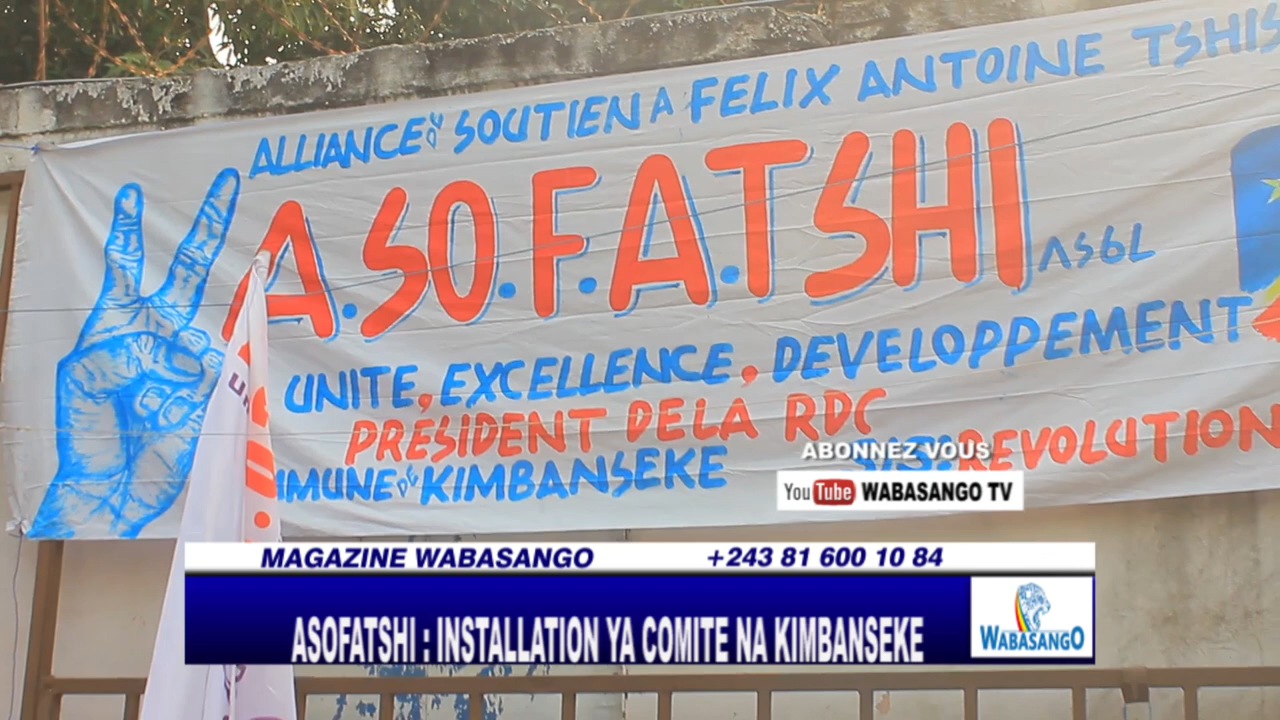 ALLIANCE DE SOUTIEN A FELIX ANTOINE TSHIS
A.SO.F.A.TSHI ASBL
UNITE, EXCELLENCE, DEVELOPPEMENT
PRESIDENT DE LA RDC
MMUNE DE KIMBANSEKE
REVOLUTION
ABONNEZ VOUS
YouTube WABASANGO TV
MAGAZINE WABASANGO +243 81 600 10 84
ASOFATSHI : INSTALLATION YA COMITE NA KIMBANSEKE
WABASANGO